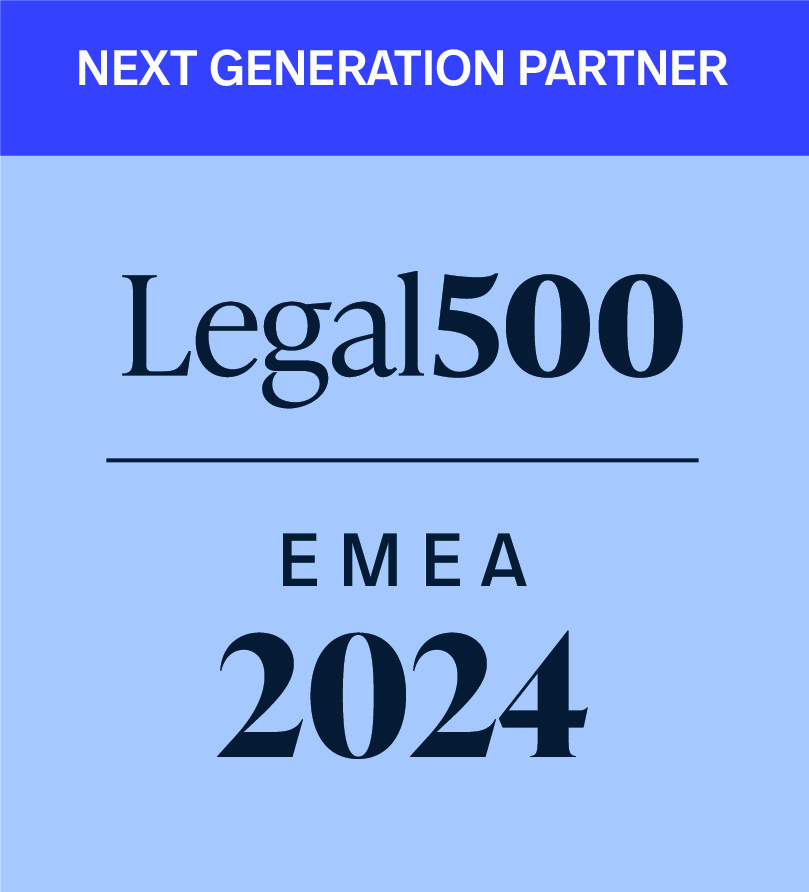 NEXT GENERATION PARTNER
Legal500
EMEA
2024